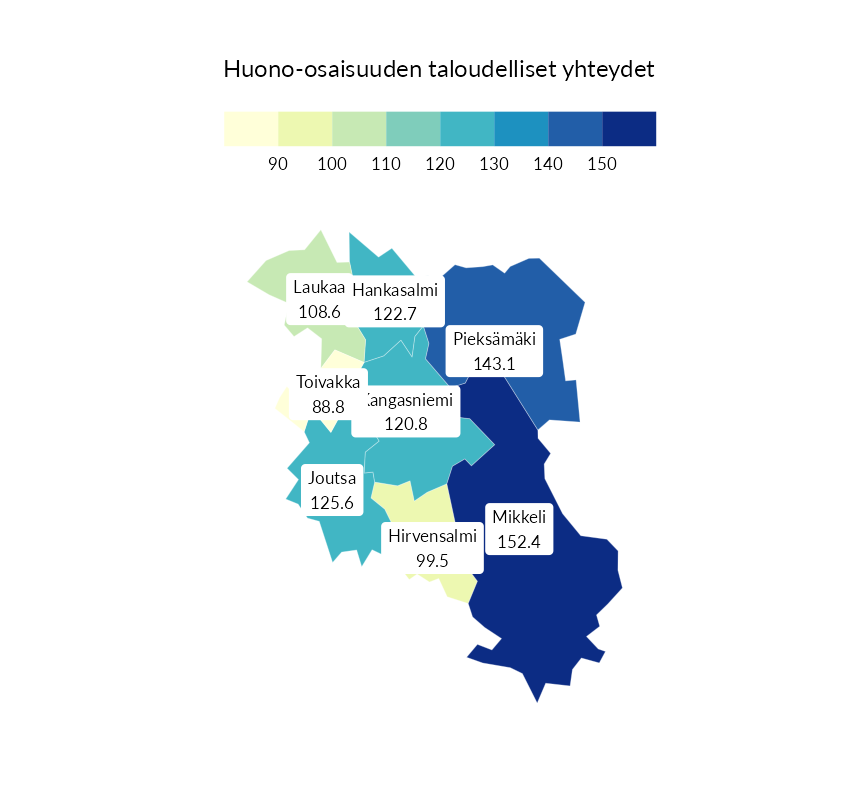 Huono-osaisuuden taloudelliset yhteydet
90 100 110 120 130 140 150
Laukaa
108.6
Hankasalmi
122.7
Pieksämäki
143.1
Toivakka
88.8
Kangasniemi
120.8
Joutsa
125.6
Mikkeli
152.4
Hirvensalmi
99.5